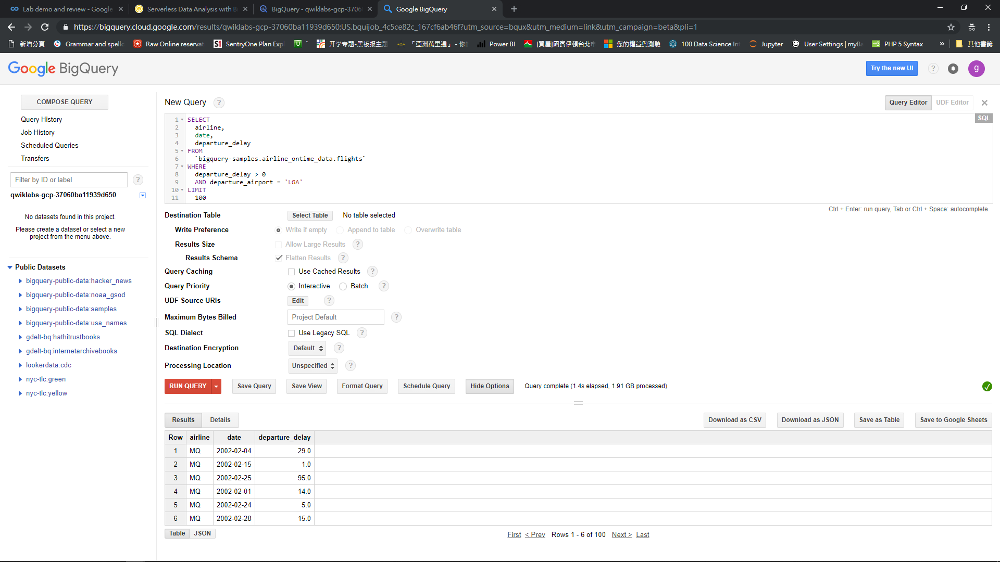 Lab demo and review - Google
Serverless Data Analysis with B
BigQuery - qwiklabs-gcp-3706
Google BigQuery
https://bigquery.cloud.google.com/results/qwiklabs-gcp-37060ba11939d650:US.bquijob_4c5ce82c_167cf6ab46f?utm_source=bqux&utm_medium=link&utm_campaign=beta&pli=1
新增分頁
Grammar and spell
Raw Online reserva
SentryOne Plan Expl
开学专题-黑板报主题
「亞洲萬里通」 - 你
Power BI
[買屋]國賓伊頓台北市
您的權益與測驗
100 Data Science In
Jupyter
User Settings | myBa
PHP 5 Syntax
»
其他書籤
Google BigQuery
Try the new UI
?
g
COMPOSE QUERY
Query History
Job History
Scheduled Queries
Transfers
Filter by ID or label
?
qwiklabs-gcp-37060ba11939d650
No datasets found in this project.
Please create a dataset or select a new
project from the menu above.
Public Datasets
bigquery-public-data:hacker_news
bigquery-public-data:noaa_gsod
bigquery-public-data:samples
bigquery-public-data:usa_names
gdelt-bq:hathitrustbooks
gdelt-bq:internetarchivebooks
lookerdata:cdc
nyc-tlc:green
nyc-tlc:yellow
New Query ?
Query Editor UDF Editor
SQL
1 SELECT
2 airline,
3 date,
4 departure_delay
5 FROM
6 `bigquery-samples.airline_ontime_data.flights`
7 WHERE
8 departure_delay > 0
9 AND departure_airport = 'LGA'
10 LIMIT
11 100
Ctrl + Enter: run query, Tab or Ctrl + Space: autocomplete.
Destination Table Select Table No table selected
Write Preference Write if empty Append to table Overwrite table
Results Size Allow Large Results ?
Results Schema Flatten Results ?
Query Caching Use Cached Results ?
Query Priority Interactive Batch ?
UDF Source URIs Edit ?
Maximum Bytes Billed Project Default ?
SQL Dialect Use Legacy SQL ?
Destination Encryption Default ?
Processing Location Unspecified ?
RUN QUERY Save Query Save View Format Query Schedule Query Hide Options Query complete (1.4s elapsed, 1.91 GB processed)
Results Details Download as CSV Download as JSON Save as Table Save to Google Sheets
Row airline date departure_delay
1 MQ 2002-02-04 29.0
2 MQ 2002-02-15 1.0
3 MQ 2002-02-25 95.0
4 MQ 2002-02-01 14.0
5 MQ 2002-02-24 5.0
6 MQ 2002-02-28 15.0
Table JSON
First < Prev Rows 1 - 6 of 100 Next > Last